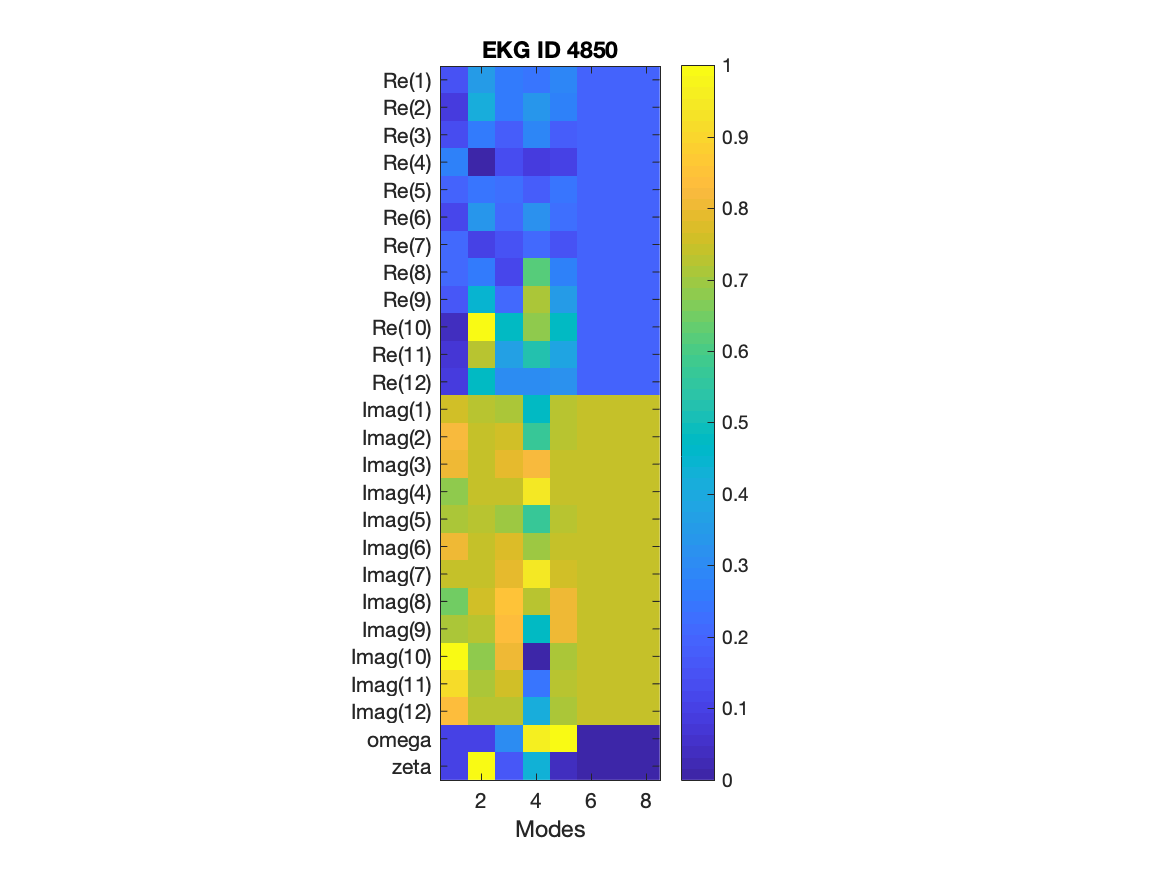 EKG ID 4850
Re(1)
Re(2)
Re(3)
Re(4)
Re(5)
Re(6)
Re(7)
Re(8)
Re(9)
Re(10)
Re(11)
Re(12)
Imag(1)
Imag(2)
Imag(3)
Imag(4)
Imag(5)
Imag(6)
Imag(7)
Imag(8)
Imag(9)
Imag(10)
Imag(11)
Imag(12)
omega
zeta
2 4 6 8
Modes
1
0.9
0.8
0.7
0.6
0.5
0.4
0.3
0.2
0.1
0